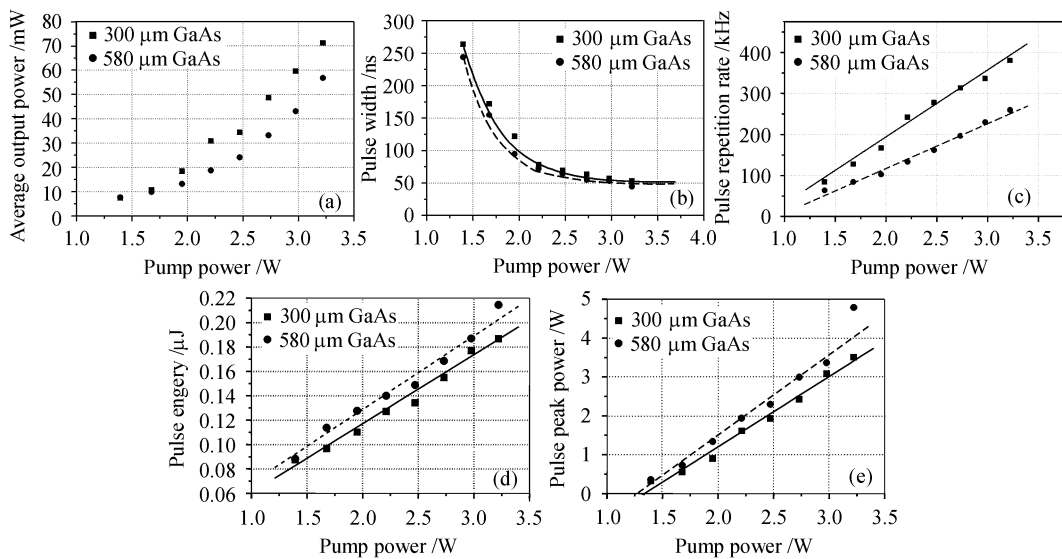 Average output power /mW
80
70
60
50
40
30
20
10
0
300 μm GaAs
580 μm GaAs
(a)
1.0 1.5 2.0 2.5 3.0 3.5
Pump power /W
Pulse width /ns
300
250
200
150
100
50
0
300 μm GaAs
580 μm GaAs
(b)
1.0 1.5 2.0 2.5 3.0 3.5 4.0
Pump power /W
Pulse repetition rate /kHz
400
300
200
100
0
300 μm GaAs
580 μm GaAs
(c)
1.0 1.5 2.0 2.5 3.0 3.5
Pump power /W
Pulse engery /μJ
0.22
0.20
0.18
0.16
0.14
0.12
0.10
0.08
0.06
300 μm GaAs
580 μm GaAs
(d)
1.0 1.5 2.0 2.5 3.0 3.5
Pump power /W
Pulse peak power /W
5
4
3
2
1
0
300 μm GaAs
580 μm GaAs
(e)
1.0 1.5 2.0 2.5 3.0 3.5
Pump power /W